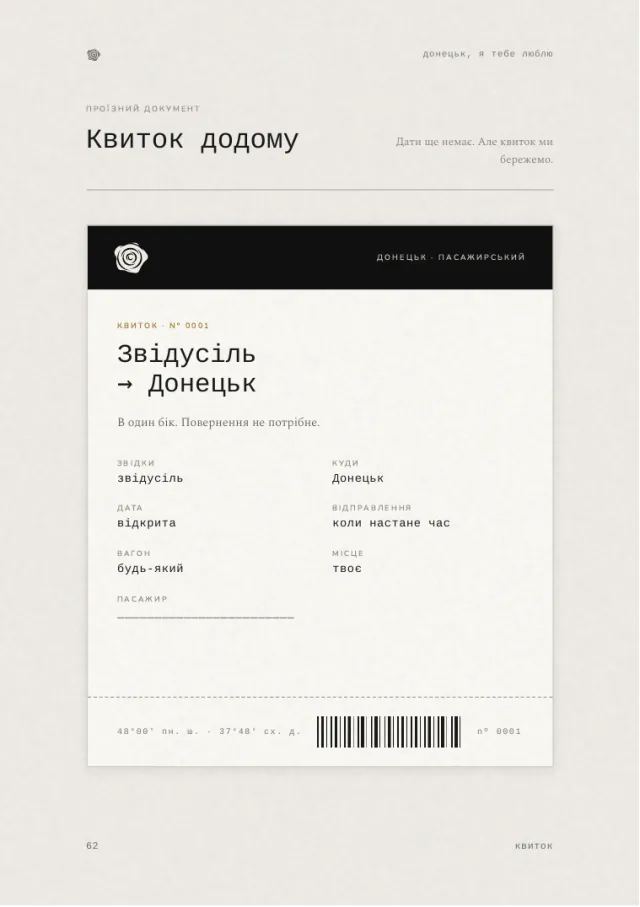 донецьк, я тебе люблю
ПРОЇЗНИЙ ДОКУМЕНТ
Квиток додому
Дати ще немає. Але квиток ми
бережемо.
ДОНЕЦЬК · ПАСАЖИРСЬКИЙ
КВИТОК · № 0001
Звідусіль
→ Донецьк
В один бік. Повернення не потрібне.
ЗВІДКИ
звідусіль
КУДИ
Донецьк
ДАТА
відкрита
ВІДПРАВЛЕННЯ
коли настане час
ВАГОН
будь-який
МІСЦЕ
твоє
ПАСАЖИР
48°00' пн. ш. · 37°48' сх. д.
n° 0001
62
квиток